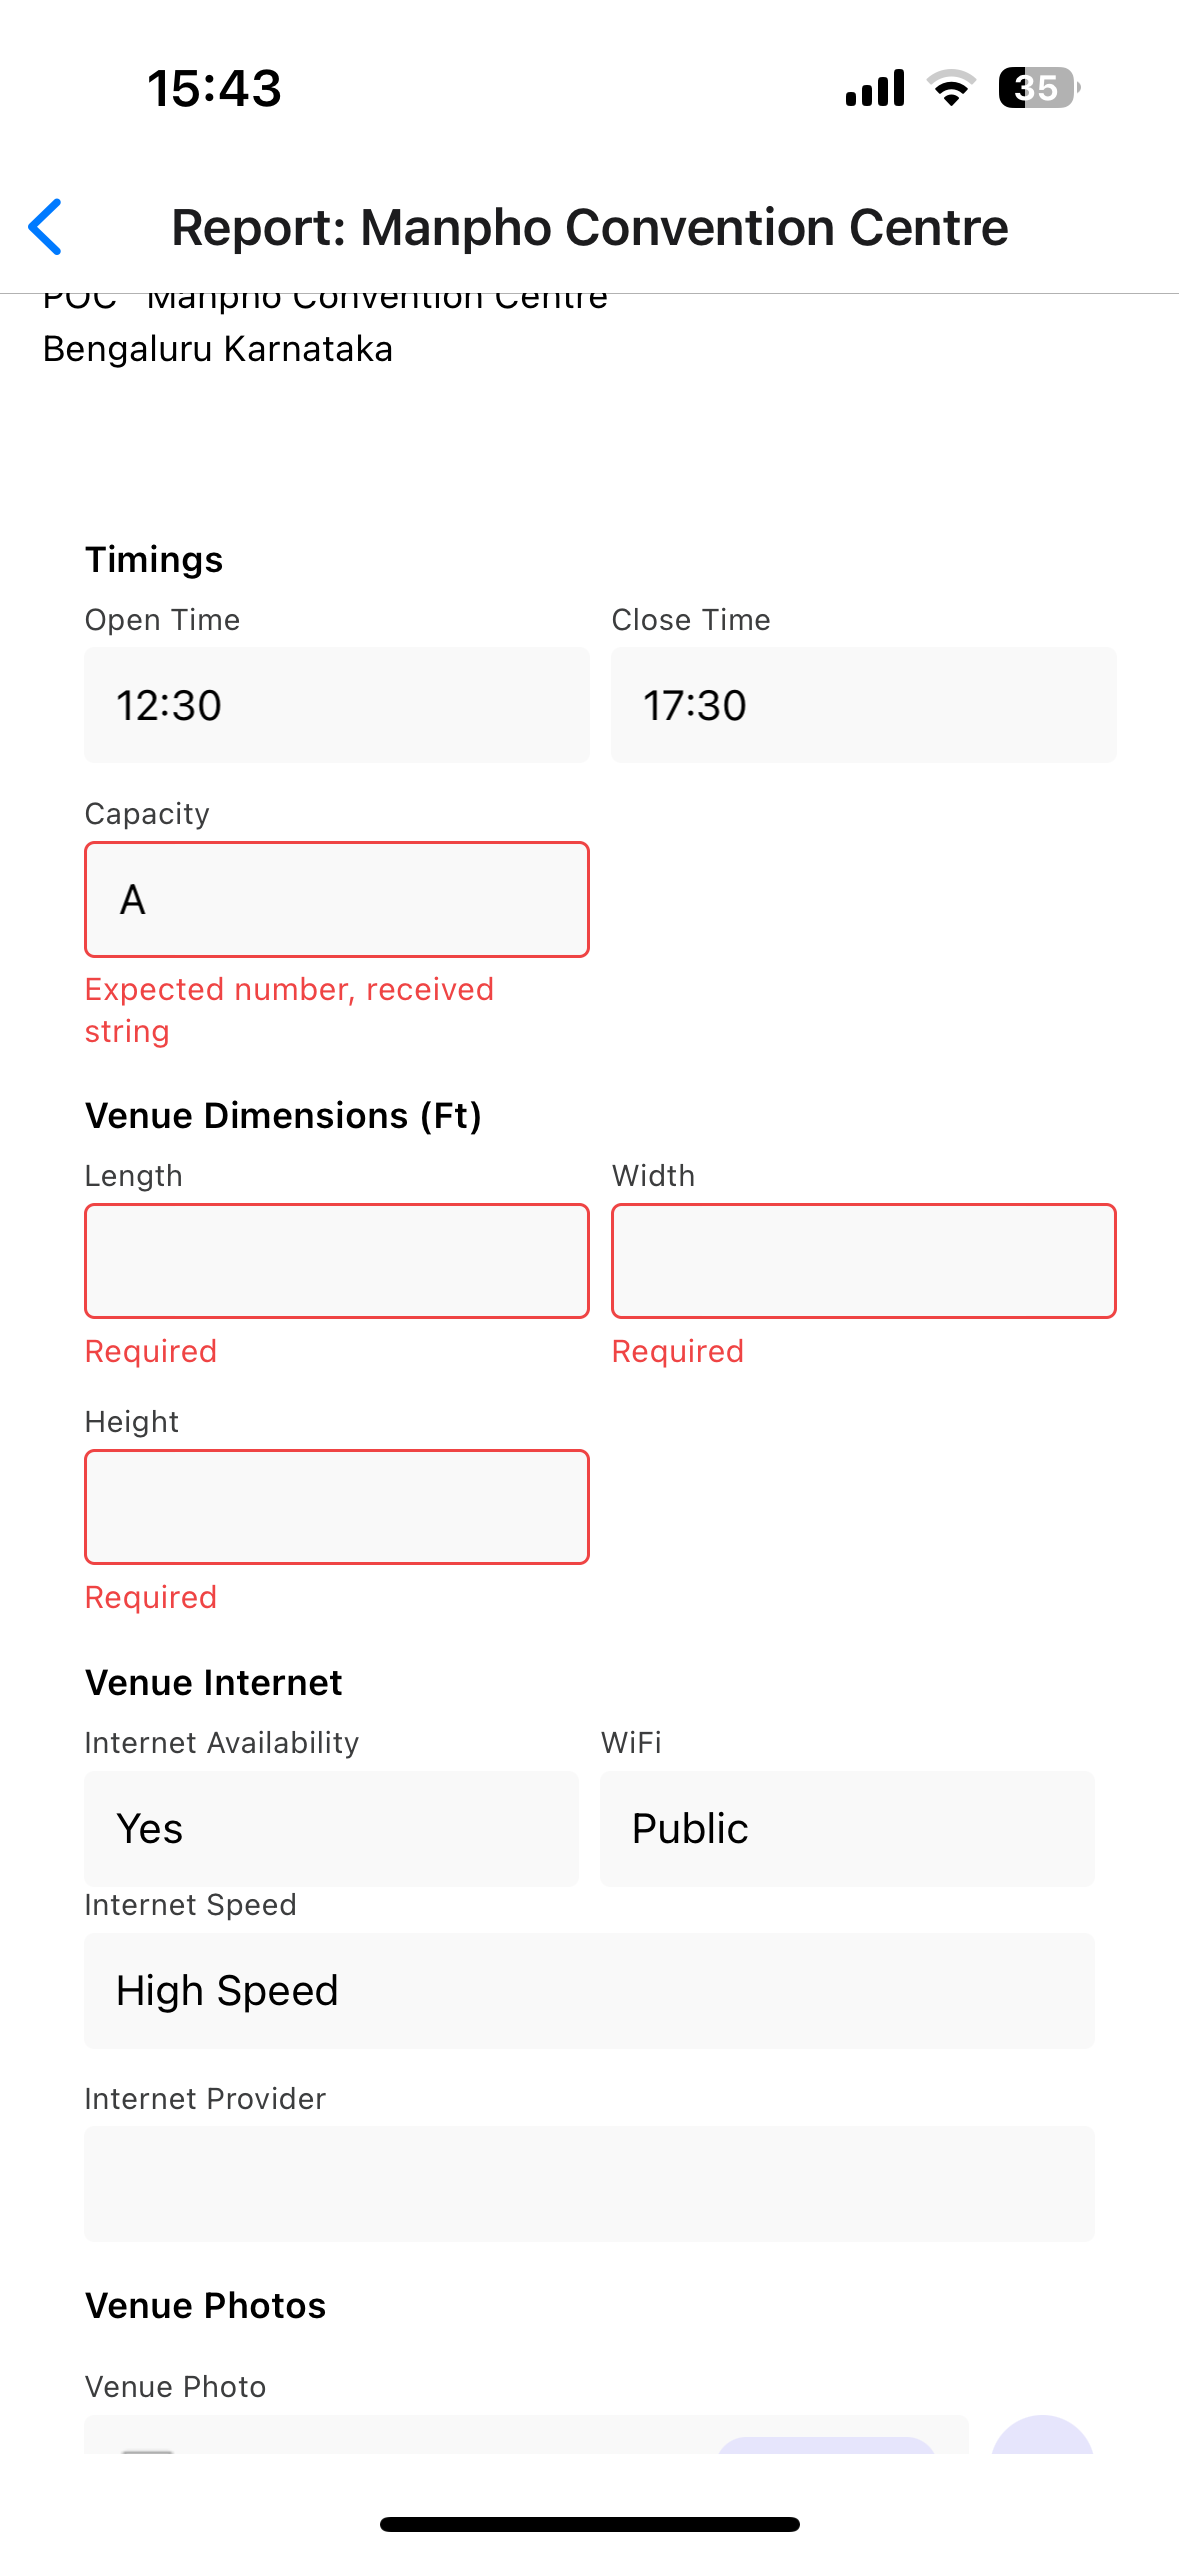 15:43
35
Report: Manpho Convention Centre
POC Manpho Convention Centre
Bengaluru Karnataka
Timings
Open Time Close Time
12:30 17:30
Capacity
A
Expected number, received
string
Venue Dimensions (Ft)
Length Width
Required Required
Height
Required
Venue Internet
Internet Availability WiFi
Yes Public
Internet Speed
High Speed
Internet Provider
Venue Photos
Venue Photo